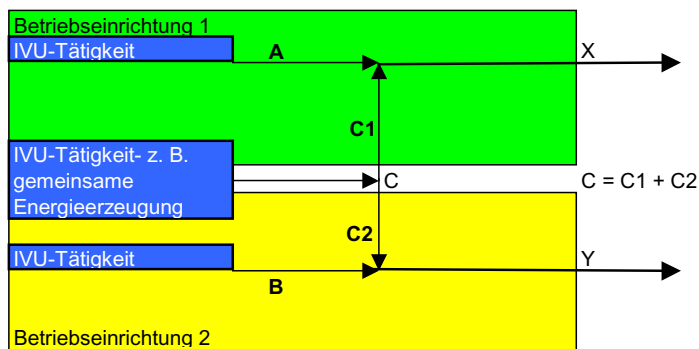 Betriebseinrichtung 1
IVU-Tätigkeit
A
X
C1
IVU-Tätigkeit- z. B.
gemeinsame
Energieerzeugung
C
C = C1 + C2
C2
IVU-Tätigkeit
Y
B
Betriebseinrichtung 2